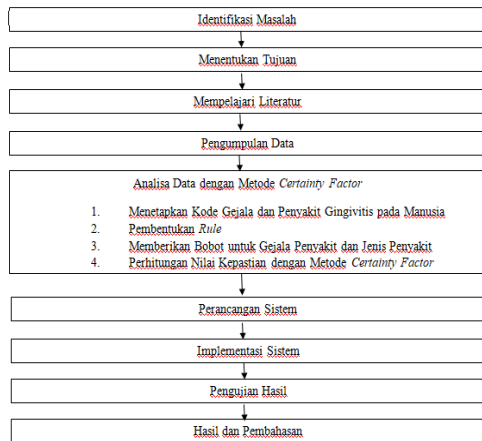 Identifikasi Masalah
Menentukan Tujuan
Mempelajari Literatur
Pengumpulan Data
Analisa Data dengan Metode Certainty Factor
1. Menetapkan Kode Gejala dan Penyakit Gingivitis pada Manusia
2. Pembentukan Rule
3. Memberikan Bobot untuk Gejala Penyakit dan Jenis Penyakit
4. Perhitungan Nilai Kepastian dengan Metode Certainty Factor
Perancangan Sistem
Implementasi Sistem
Pengujian Hasil
Hasil dan Pembahasan